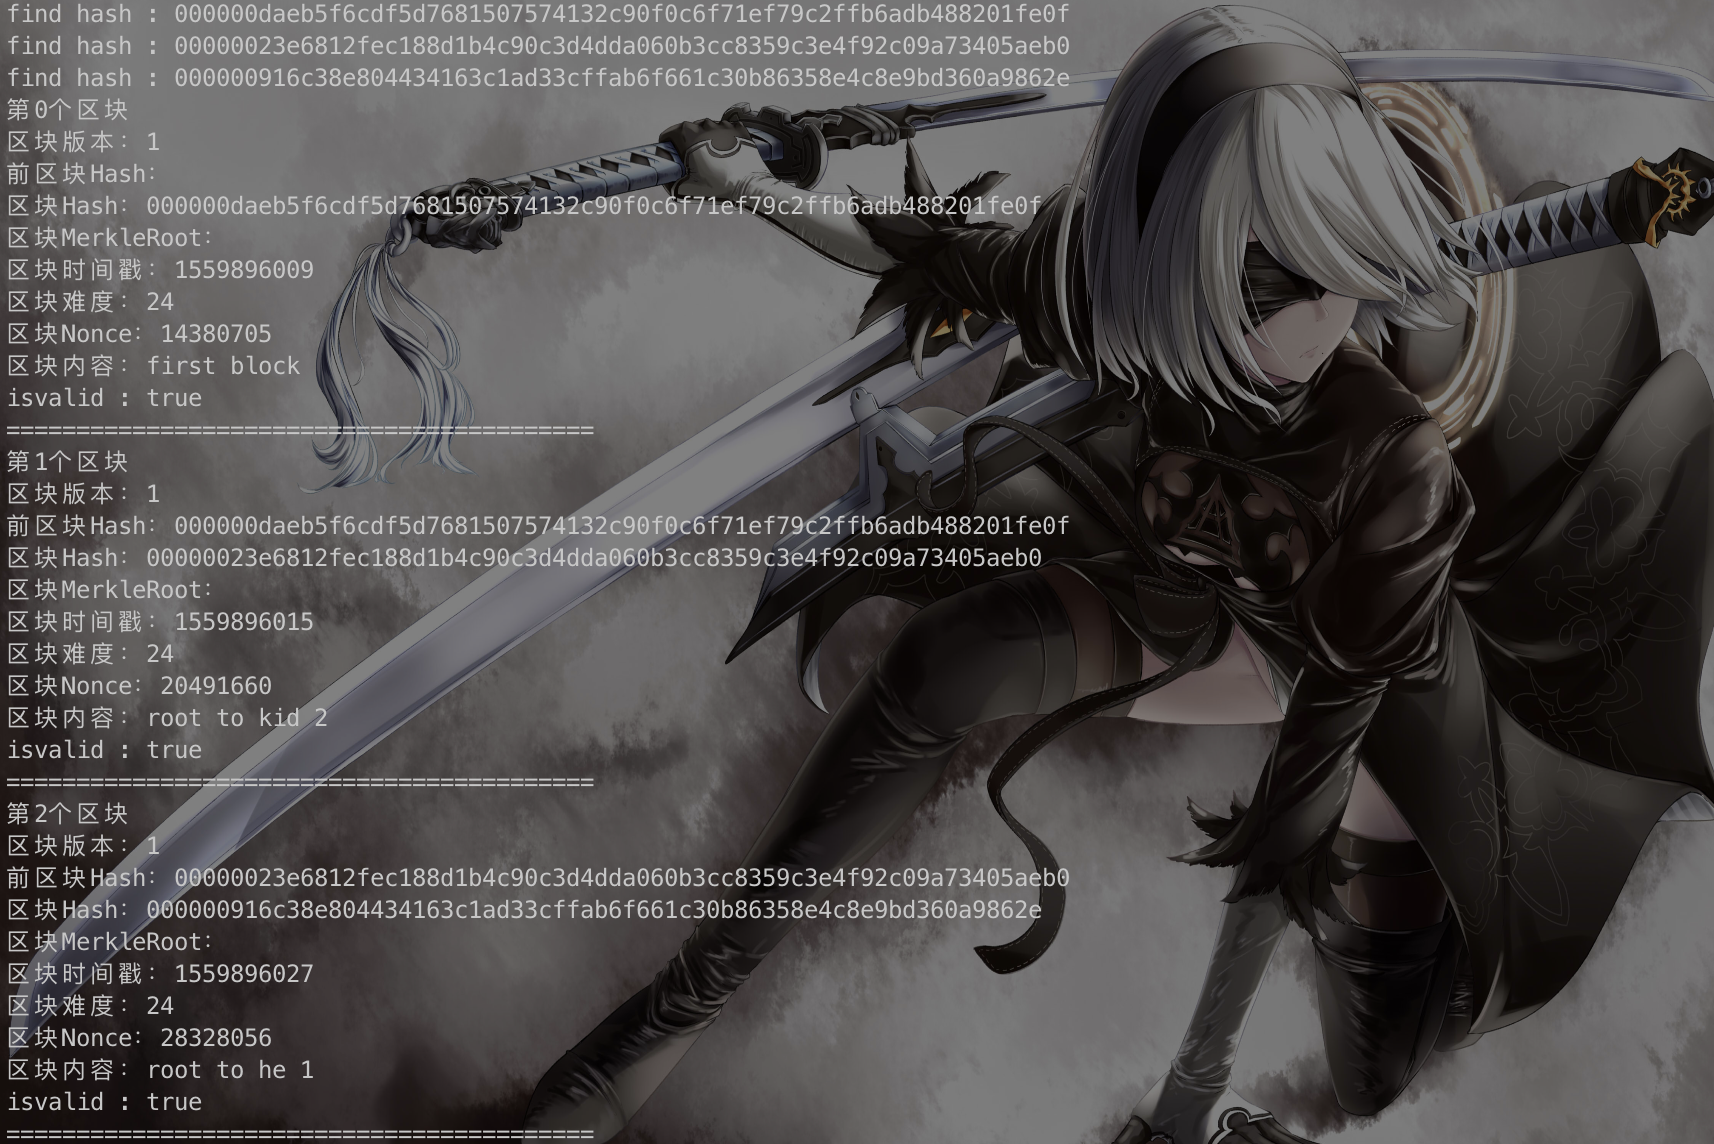 find hash : 000000daeb5f6cdf5d7681507574132c90f0c6f71ef79c2ffb6adb488201fe0f
find hash : 00000023e6812fec188d1b4c90c3d4dda060b3cc8359c3e4f92c09a73405aeb0
find hash : 000000916c38e804434163c1ad33cffab6f661c30b86358e4c8e9bd360a9862e
第0个区块
区块版本: 1
前区块Hash:
区块Hash: 000000daeb5f6cdf5d7681507574132c90f0c6f71ef79c2ffb6adb488201fe0f
区块MerkleRoot:
区块时间戳: 1559896009
区块难度: 24
区块Nonce: 14380705
区块内容: first block
isvalid : true
==========================================
第1个区块
区块版本: 1
前区块Hash: 000000daeb5f6cdf5d7681507574132c90f0c6f71ef79c2ffb6adb488201fe0f
区块Hash: 00000023e6812fec188d1b4c90c3d4dda060b3cc8359c3e4f92c09a73405aeb0
区块MerkleRoot:
区块时间戳: 1559896015
区块难度: 24
区块Nonce: 20491660
区块内容: root to kid 2
isvalid : true
==========================================
第2个区块
区块版本: 1
前区块Hash: 00000023e6812fec188d1b4c90c3d4dda060b3cc8359c3e4f92c09a73405aeb0
区块Hash: 000000916c38e804434163c1ad33cffab6f661c30b86358e4c8e9bd360a9862e
区块MerkleRoot:
区块时间戳: 1559896027
区块难度: 24
区块Nonce: 28328056
区块内容: root to he 1
isvalid : true
==========================================